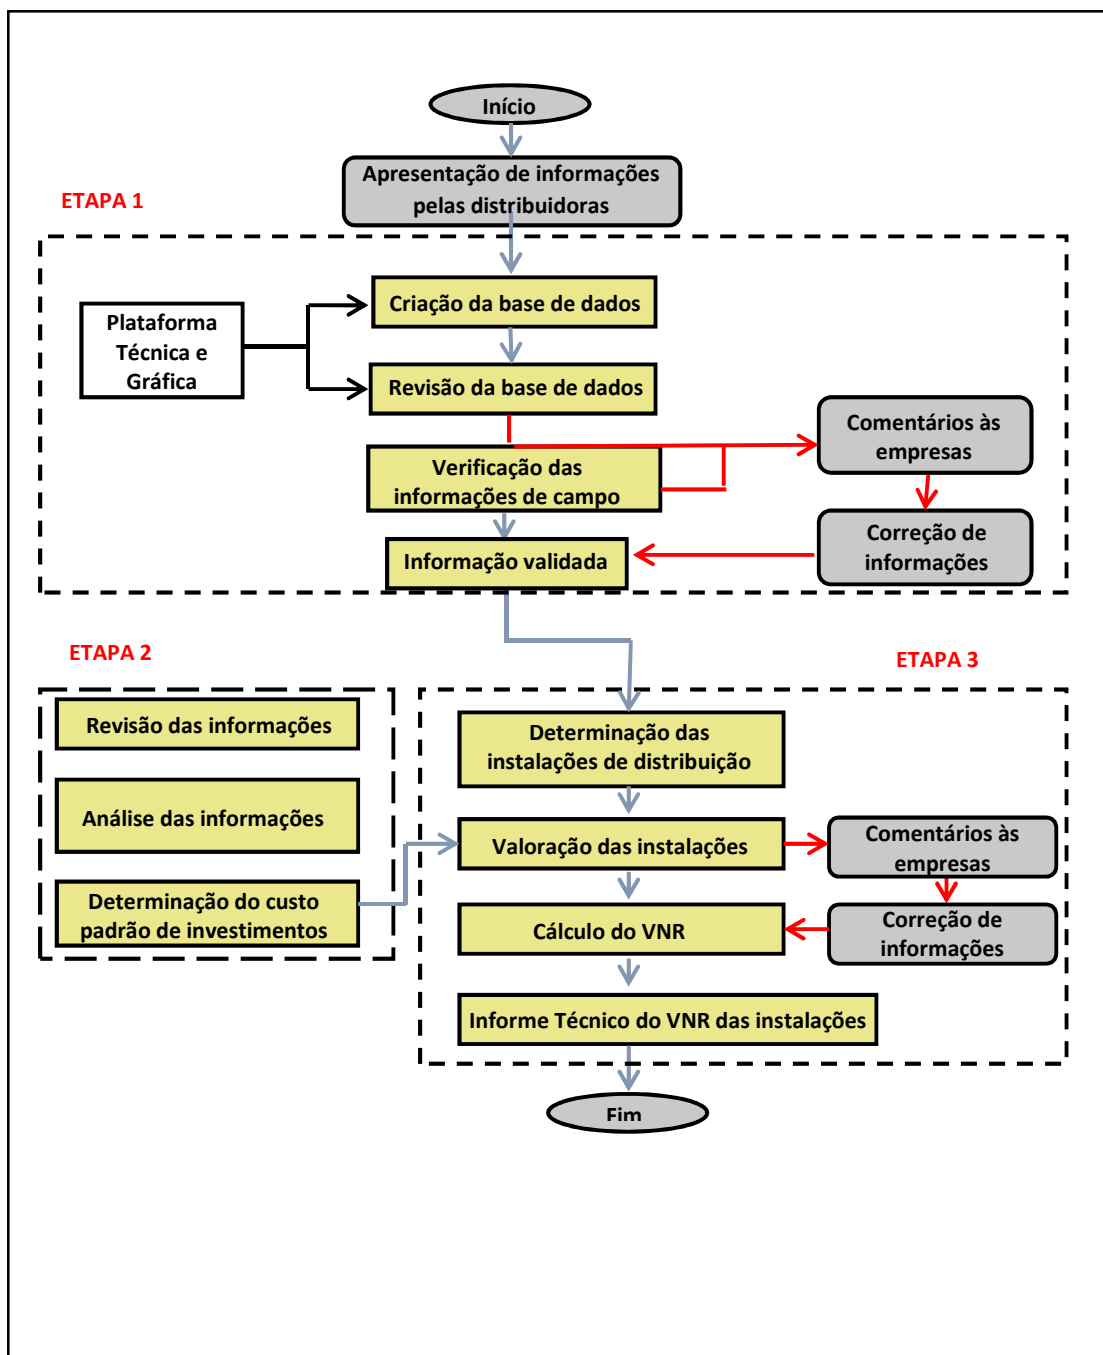 Início
Apresentação de informações
pelas distribuidoras
ETAPA 1
Criação da base de dados
Plataforma
Técnica e
Gráfica
Revisão da base de dados
Comentários às
empresas
Verificação das
informações de campo
Correção de
informações
Informação validada
ETAPA 2
ETAPA 3
Revisão das informações
Determinação das
instalações de distribuição
Análise das informações
Valoração das instalações
Comentários às
empresas
Determinação do custo
padrão de investimentos
Cálculo do VNR
Correção de
informações
Informe Técnico do VNR das instalações
Fim